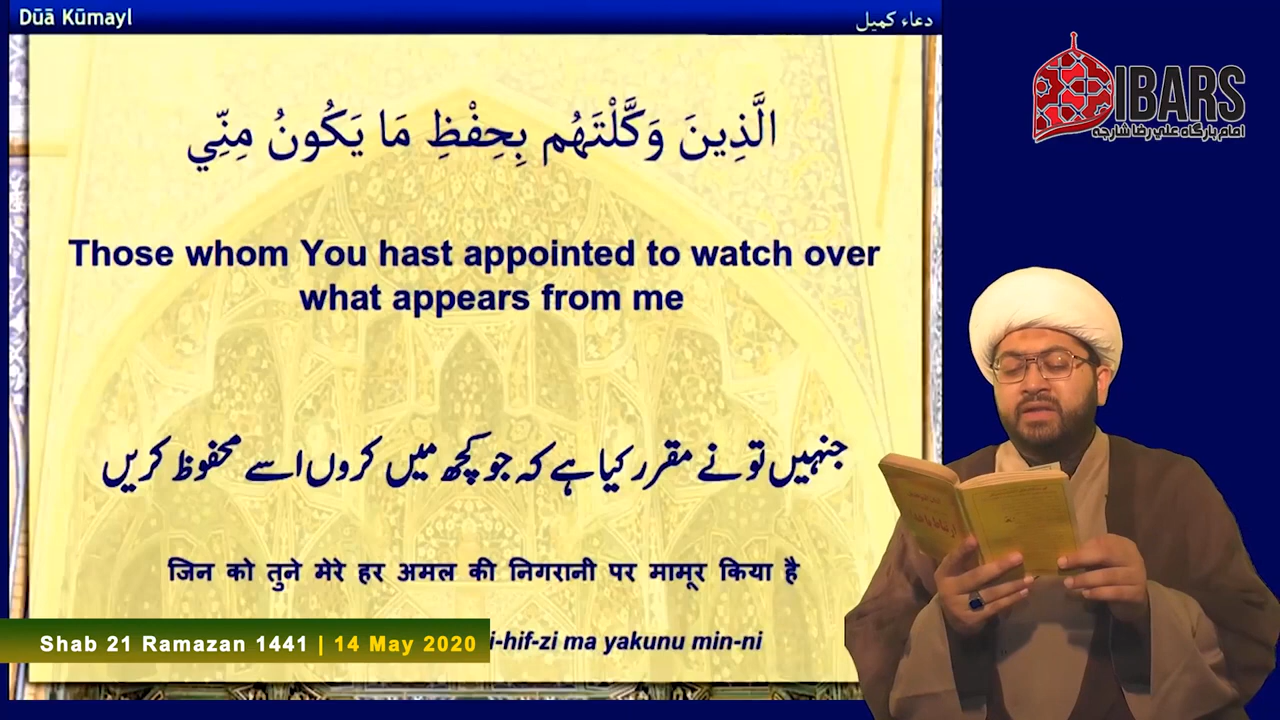 Dūā Kūmayl
دعاء كميل
IBARS
امام بارگاه علي رضا شارجه
الَّذِينَ وَكَّلْتَهُم بِحِفْظِ مَا يَكُونُ مِنِّي
Those whom You hast appointed to watch over
what appears from me
جنہیں تو نے مقرر کیا ہے کہ جو کچھ میں کروں اسے محفوظ کریں
जिन को तुने मेरे हर अमल की निगरानी पर मामूर किया है
i-hif-zi ma yakunu min-ni
Shab 21 Ramazan 1441 | 14 May 2020